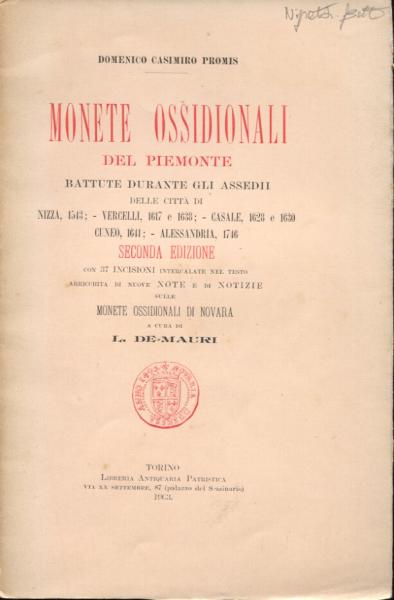 DOMENICO CASIMIRO PROMIS
MONETE OSSIDIONALI
DEL PIEMONTE
BATTUTE DURANTE GLI ASSEDII
DELLE CITTÀ DI
NIZZA, 1543; - VERCELLI, 1617 e 1638; - CASALE, 1628 e 1630
CUNEO, 1641; - ALESSANDRIA, 1746
SECONDA EDIZIONE
CON 37 INCISIONI INTERCALATE NEL TESTO
ARRICCHITA DI NUOVE NOTE E DI NOTIZIE
SULLE
MONETE OSSIDIONALI DI NOVARA
A CURA DI
L. DE-MAURI
TORINO
LIBRERIA ANTIQUARIA PATRISTICA
VIA XX SETTEMBRE, 87 (palazzo del Seminario)
1903.